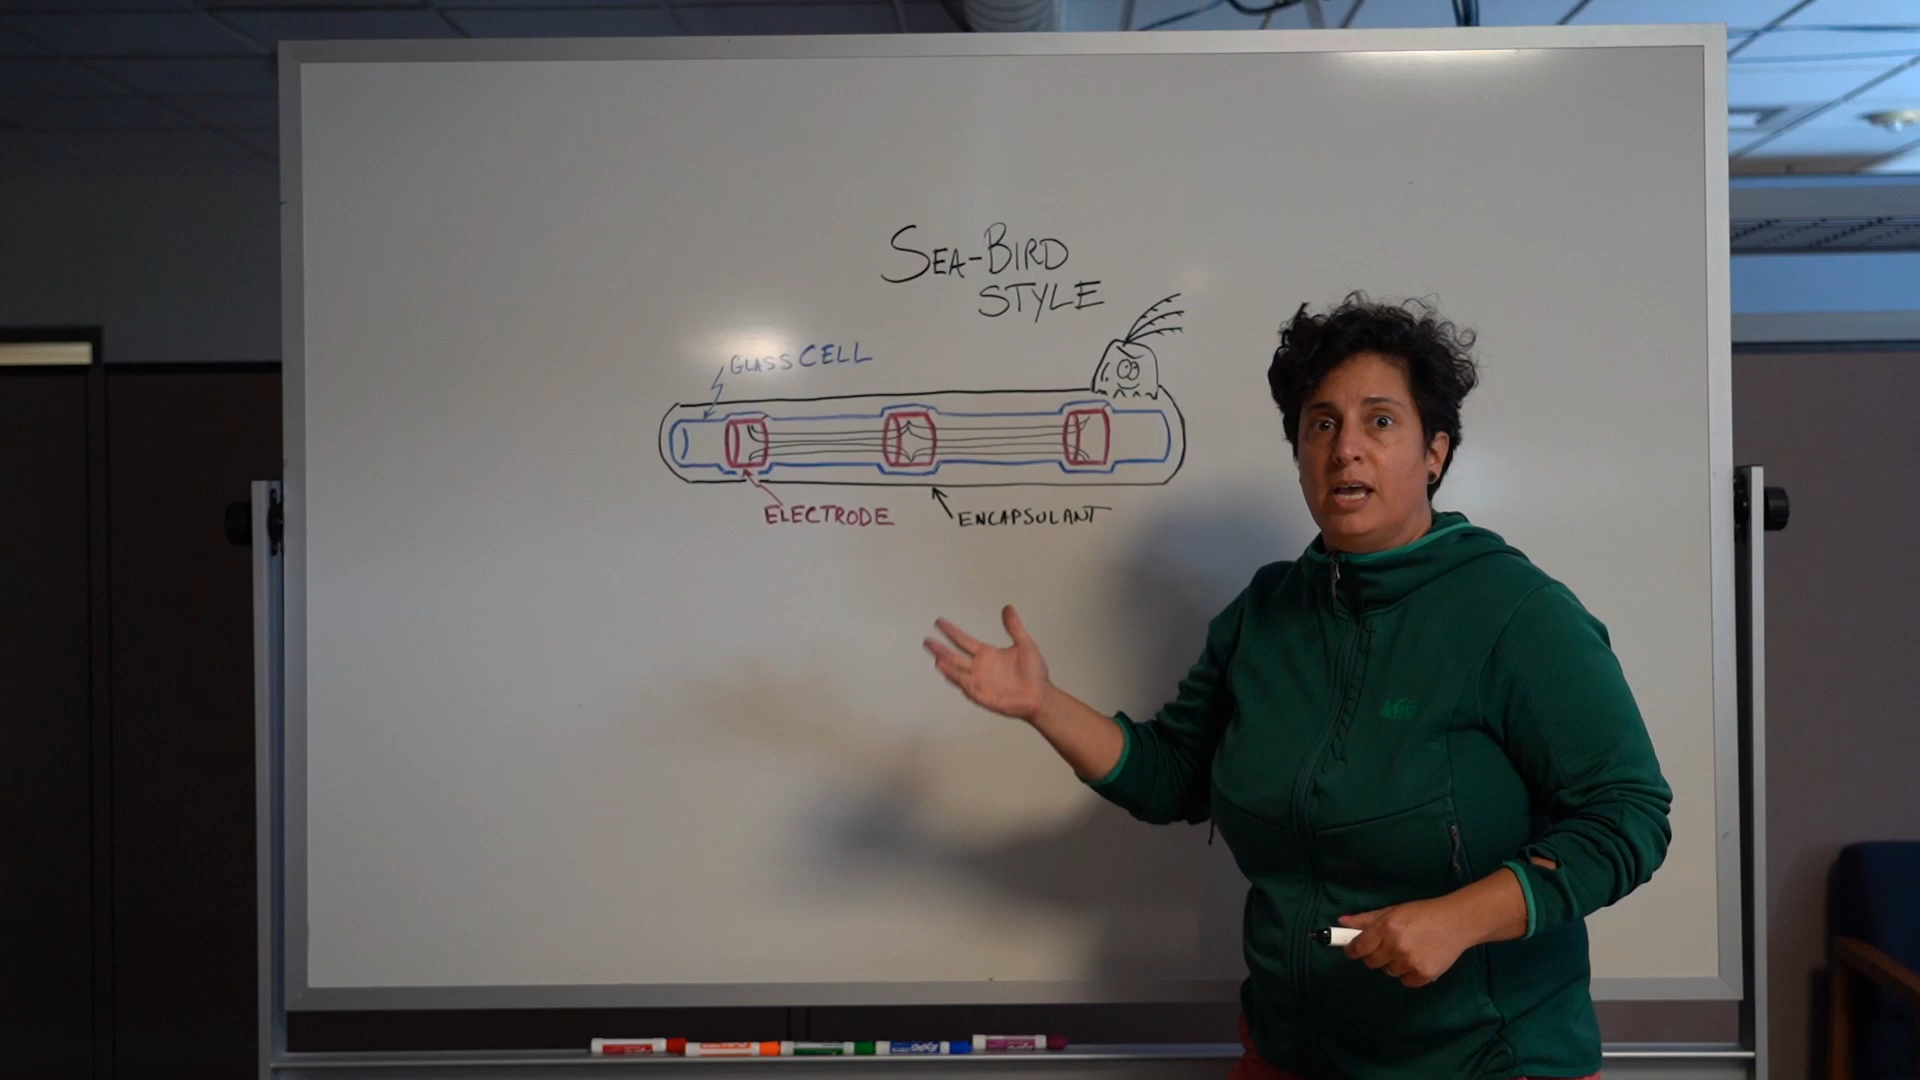 SEA-BIRD
STYLE
GLASS CELL
ELECTRODE
ENCAPSULANT